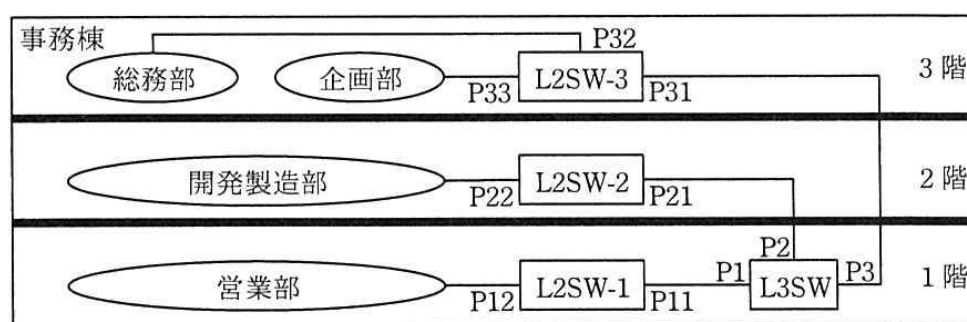 事務棟
P32
総務部
企画部
L2SW-3
3階
P33
P31
開発製造部
L2SW-2
2階
P22
P21
P2
営業部
L2SW-1
P1
L3SW
P3
1階
P12
P11